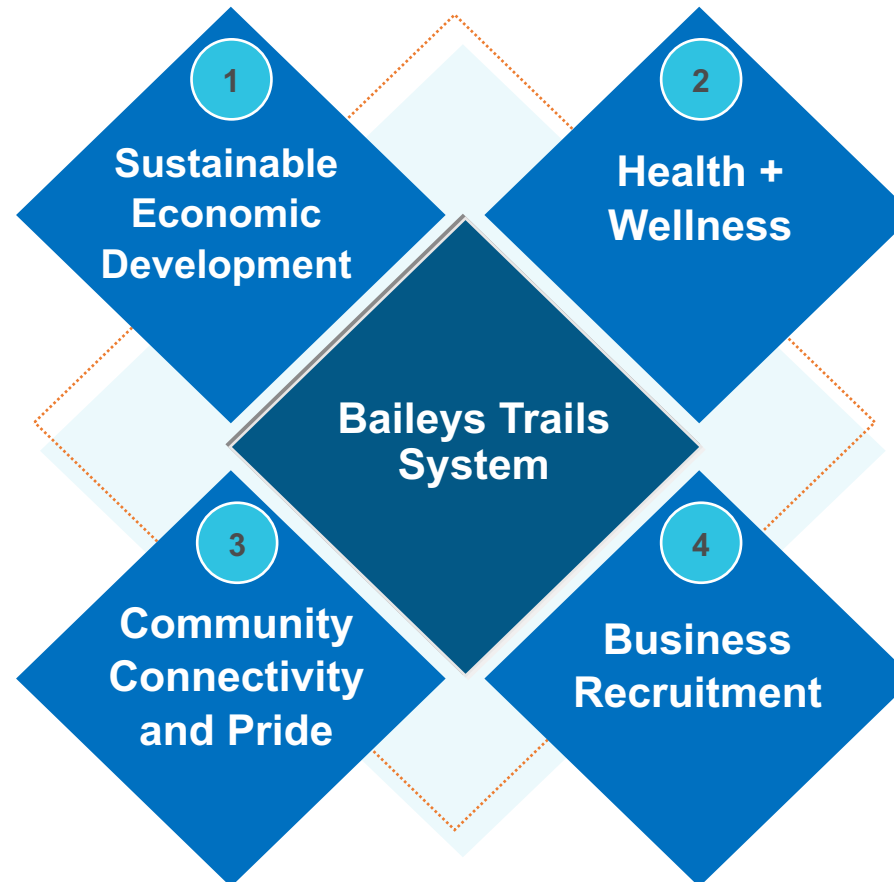 1
Sustainable
Economic
Development
2
Health +
Wellness
Baileys Trails
System
3
Community
Connectivity
and Pride
4
Business
Recruitment